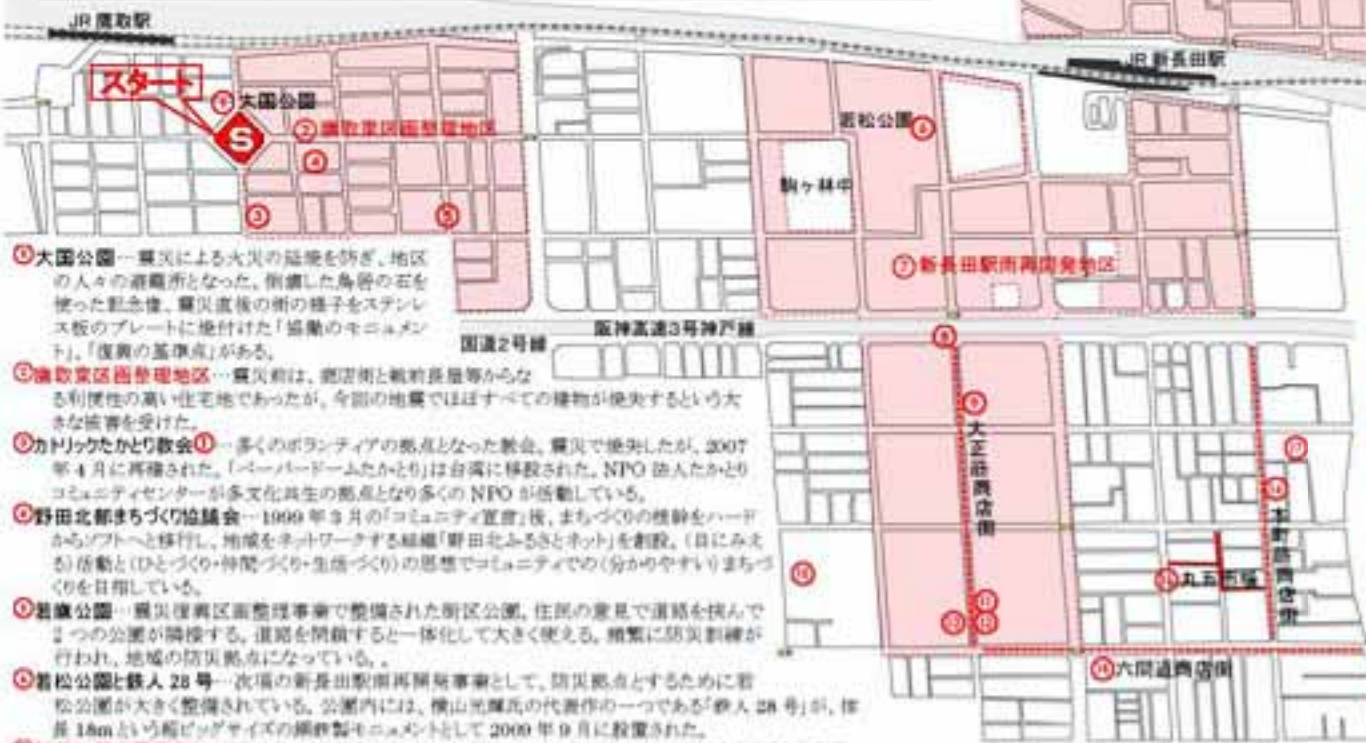 JR 鷹取駅
JR 新長田駅
スタート
S
① 大国公園
② 鷹取東区画整理地区
④
③
⑤
若松公園⑥
駒ヶ林中
⑦新長田駅南再開発地区
阪神高速3号神戸線
国道2号線
①大国公園…震災による火災の延焼を防ぎ、地区
の人々の避難所となった。倒壊した鳥居の石を
使った記念像、震災直後の街の様子をステンレ
ス板のプレートに焼付けた「協働のモニュメン
ト」、「復興の基準点」がある。
②鷹取東区画整理地区…震災前は、商店街と戦前長屋等からな
る利便性の高い住宅地であったが、今回の地震でほぼすべての建物が焼失するという大
きな被害を受けた。
③カトリックたかとり教会①…多くのボランティアの拠点となった教会。震災で焼失したが、2007
年4月に再建された。「ペーパードームたかとり」は台湾に移設された。NPO 法人たかとり
コミュニティセンターが多文化共生の拠点となり多くの NPO が活動している。
④野田北部まちづくり協議会…1999 年 3 月の「コミュニティ宣言」後、まちづくりの根幹をハード
からソフトへと移行し、地域をネットワークする組織「野田北ふるさとネット」を創設。(目にみえ
る)活動と(ひとづくり・仲間づくり・生活づくり)の思想でコミュニティでの(分かりやすい)まちづ
くりを目指している。
⑤若鷹公園…震災復興区画整理事業で整備された街区公園。住民の意見で道路を挟んで
2 つの公園が隣接する。道路を閉鎖すると一体化して大きく使える。頻繁に防災訓練が
行われ、地域の防災拠点になっている。。
⑥若松公園と鉄人 28 号…次項の新長田駅南再開発事業として、防災拠点とするために若
松公園が大きく整備されている。公園内には、横山光輝氏の代表作の一つである「鉄人 28 号」が、体
長 18m という超ビッグサイズの鋼鉄製モニュメントとして 2009 年 9 月に設置された。
⑧
⑨
大正筋商店街
⑪
⑬⑫
本町筋商店街
丸五市場
六間道商店街